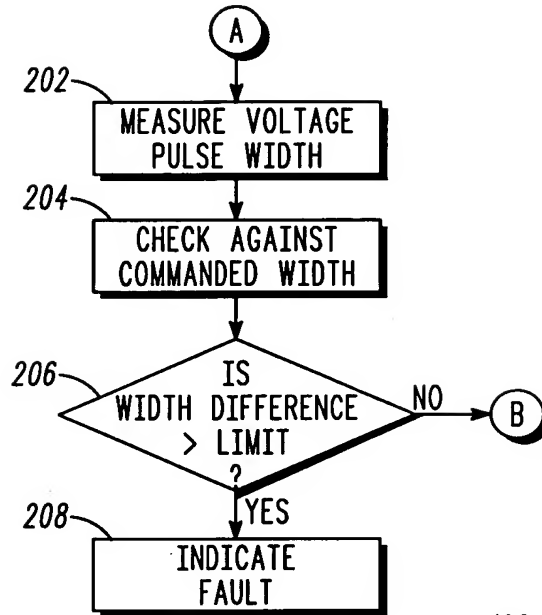 A
202
MEASURE VOLTAGE
PULSE WIDTH
204
CHECK AGAINST
COMMANDED WIDTH
206
IS
WIDTH DIFFERENCE
> LIMIT
?
NO
B
YES
208
INDICATE
FAULT